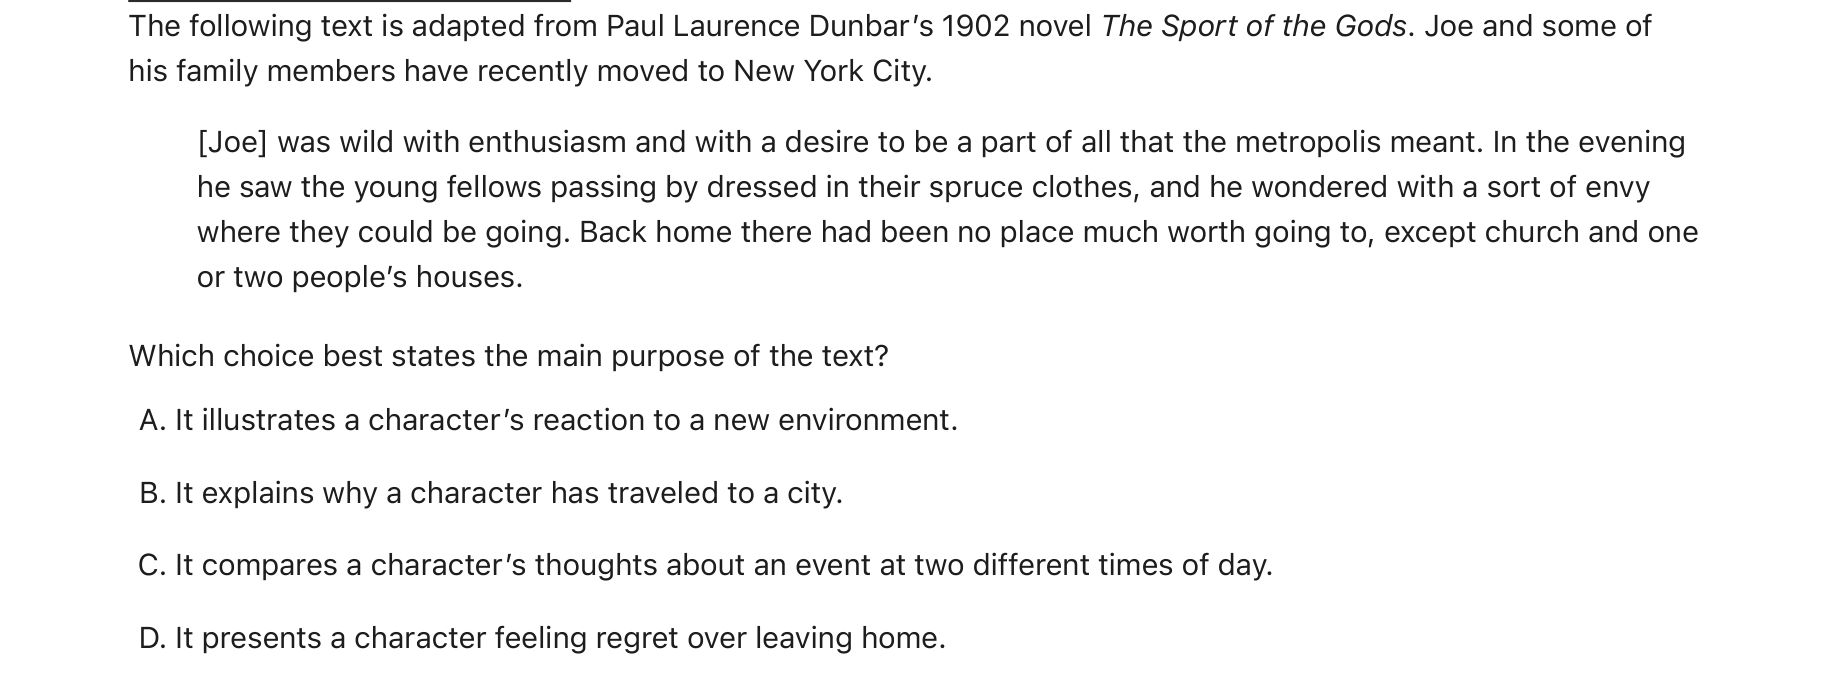 The following text is adapted from Paul Laurence Dunbar’s 1902 novel The Sport of the Gods. Joe and some of
his family members have recently moved to New York City.
[Joe] was wild with enthusiasm and with a desire to be a part of all that the metropolis meant. In the evening
he saw the young fellows passing by dressed in their spruce clothes, and he wondered with a sort of envy
where they could be going. Back home there had been no place much worth going to, except church and one
or two people’s houses.
Which choice best states the main purpose of the text?
A. It illustrates a character’s reaction to a new environment.
B. It explains why a character has traveled to a city.
C. It compares a character’s thoughts about an event at two different times of day.
D. It presents a character feeling regret over leaving home.